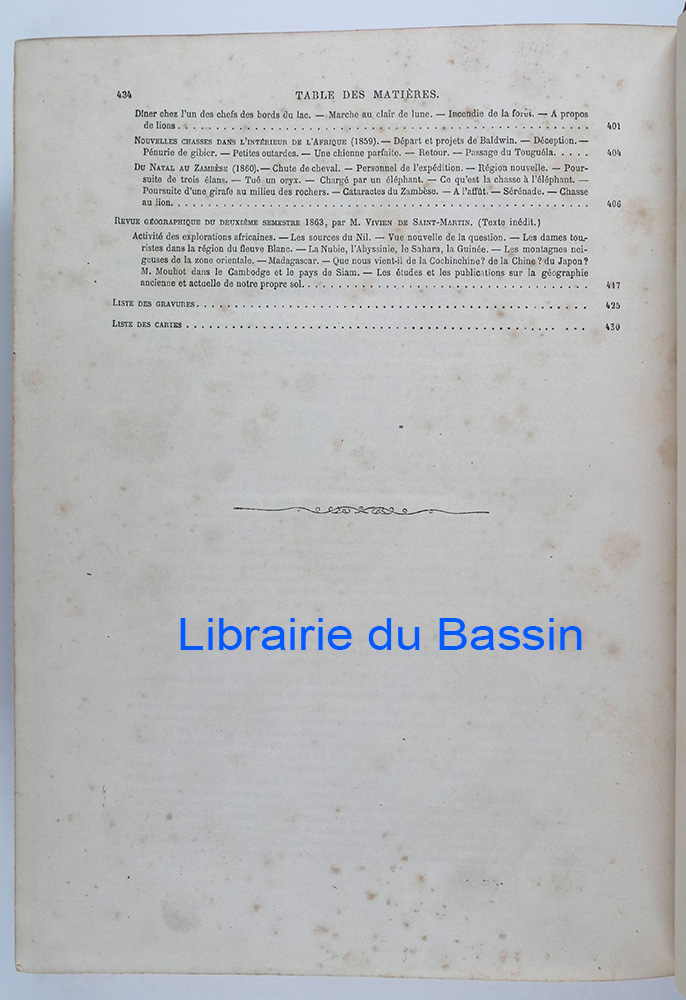 434 TABLE DES MATIÈRES.
Dîner chez l'un des chefs des bords du lac. — Marche au clair de lune. — Incendie de la forêt. — A propos
de lions. 401
NOUVELLES CHASSES DANS L'INTÉRIEUR DE L'AFRIQUE (1859). — Départ et projets de Baldwin. — Déception. —
Pénurie de gibier. — Petites outardes. — Une chienne parfaite. — Retour. — Passage du Touguéla. 404
DU NATAL AU ZAMBÈSE (1860). — Chute de cheval. — Personnel de l'expédition. — Région nouvelle. — Pour-
suite de trois élans. — Tué un oryx. — Chargé par un éléphant. — Ce qu'est la chasse à l'éléphant. —
Poursuite d'une girafe au milieu des rochers. — Cataractes du Zambèse. — A l'affût. — Sérénade. — Chasse
au lion. 406
REVUE GÉOGRAPHIQUE DU DEUXIÈME SEMESTRE 1863, par M. VIVIEN DE SAINT-MARTIN. (Texte inédit.)
Activité des explorations africaines. — Les sources du Nil. — Vue nouvelle de la question. — Les dames tou-
ristes dans la région du fleuve Blanc. — La Nubie, l'Abyssinie, le Sahara, la Guinée. — Les montagnes nei-
geuses de la zone orientale. — Madagascar. — Que nous vient-il de la Cochinchine? de la Chine? du Japon?
M. Mouhot dans le Cambodge et le pays de Siam. — Les études et les publications sur la géographie
ancienne et actuelle de notre propre sol. 417
LISTE DES GRAVURES. 425
LISTE DES CARTES 430
Librairie du Bassin